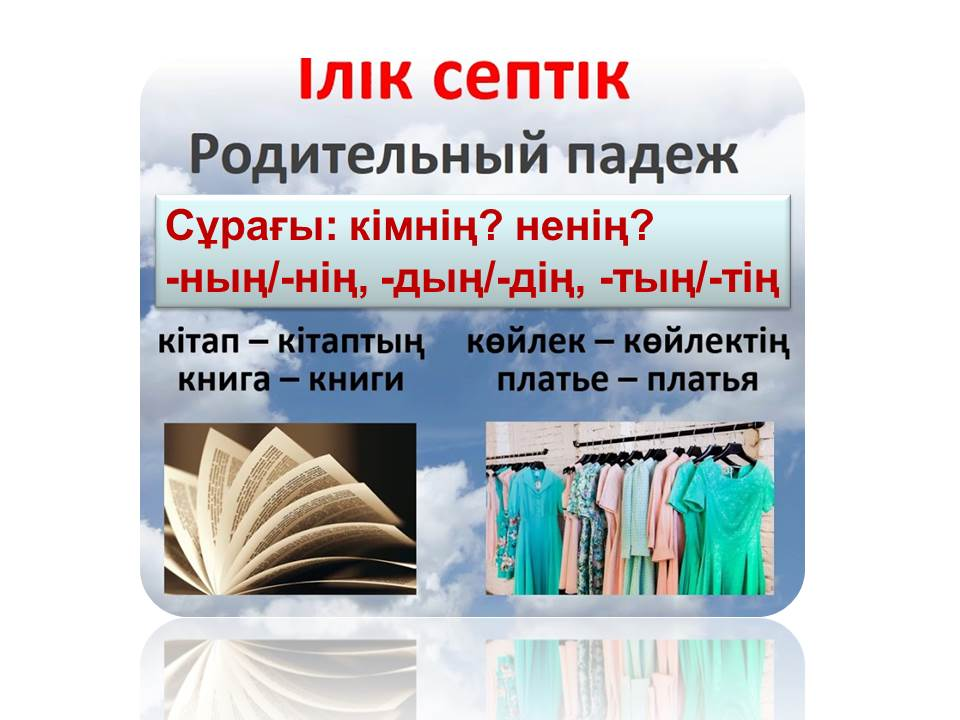 Ілік септік
Родительный падеж
Сұрағы: кімнің? ненің?
-ның/-нің, -дың/-дің, -тың/-тің
кітап – кітаптың
книга – книги
көйлек – көйлектің
платье – платья